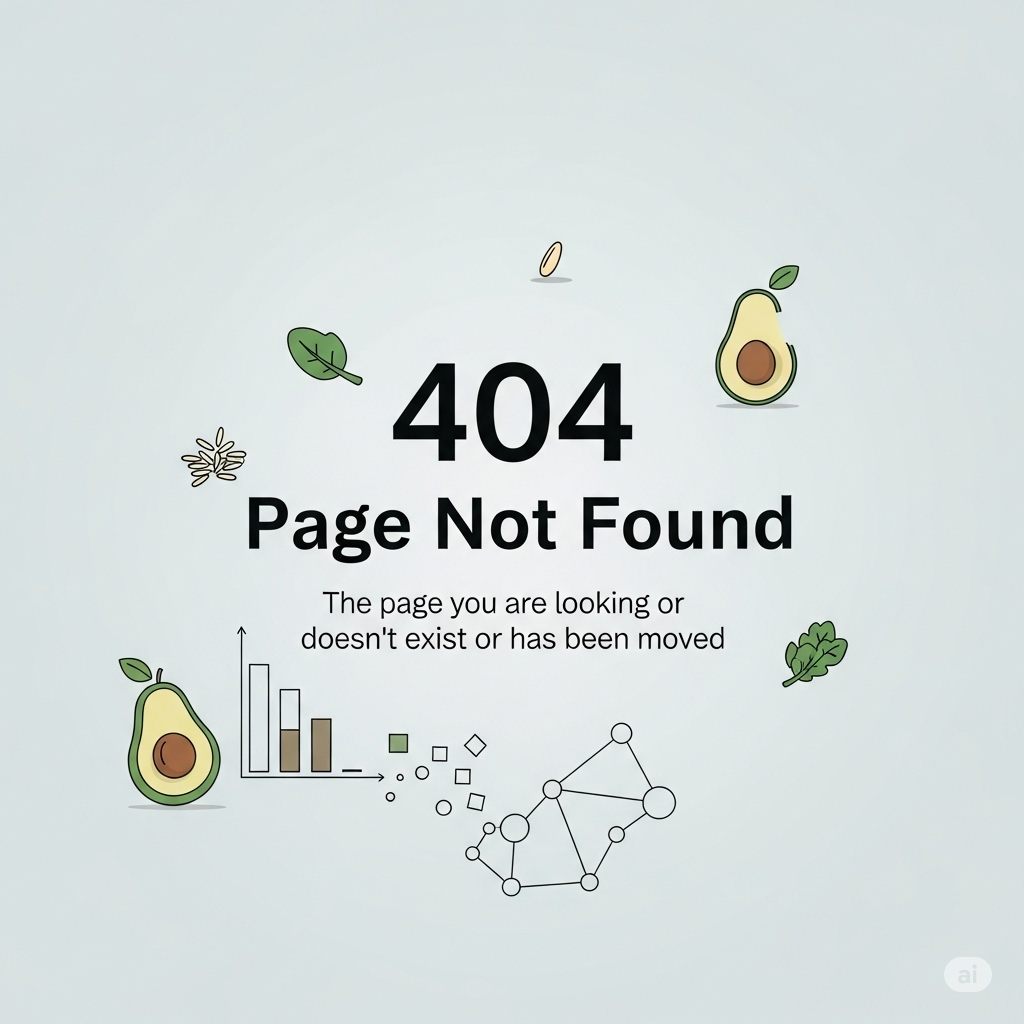 404
Page Not Found
The page you are looking or
doesn't exist or has been moved
ai